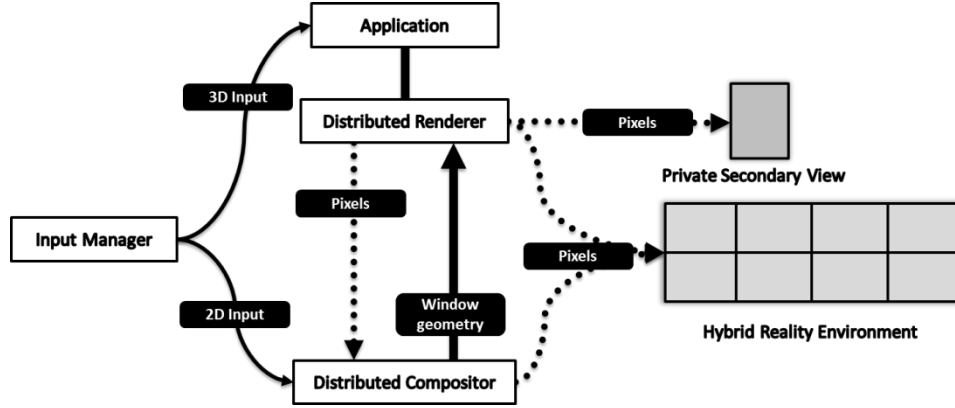 Application
3D Input
Distributed Renderer
Pixels
Private Secondary View
Pixels
Input Manager
Pixels
2D Input
Window
geometry
Hybrid Reality Environment
Distributed Compositor